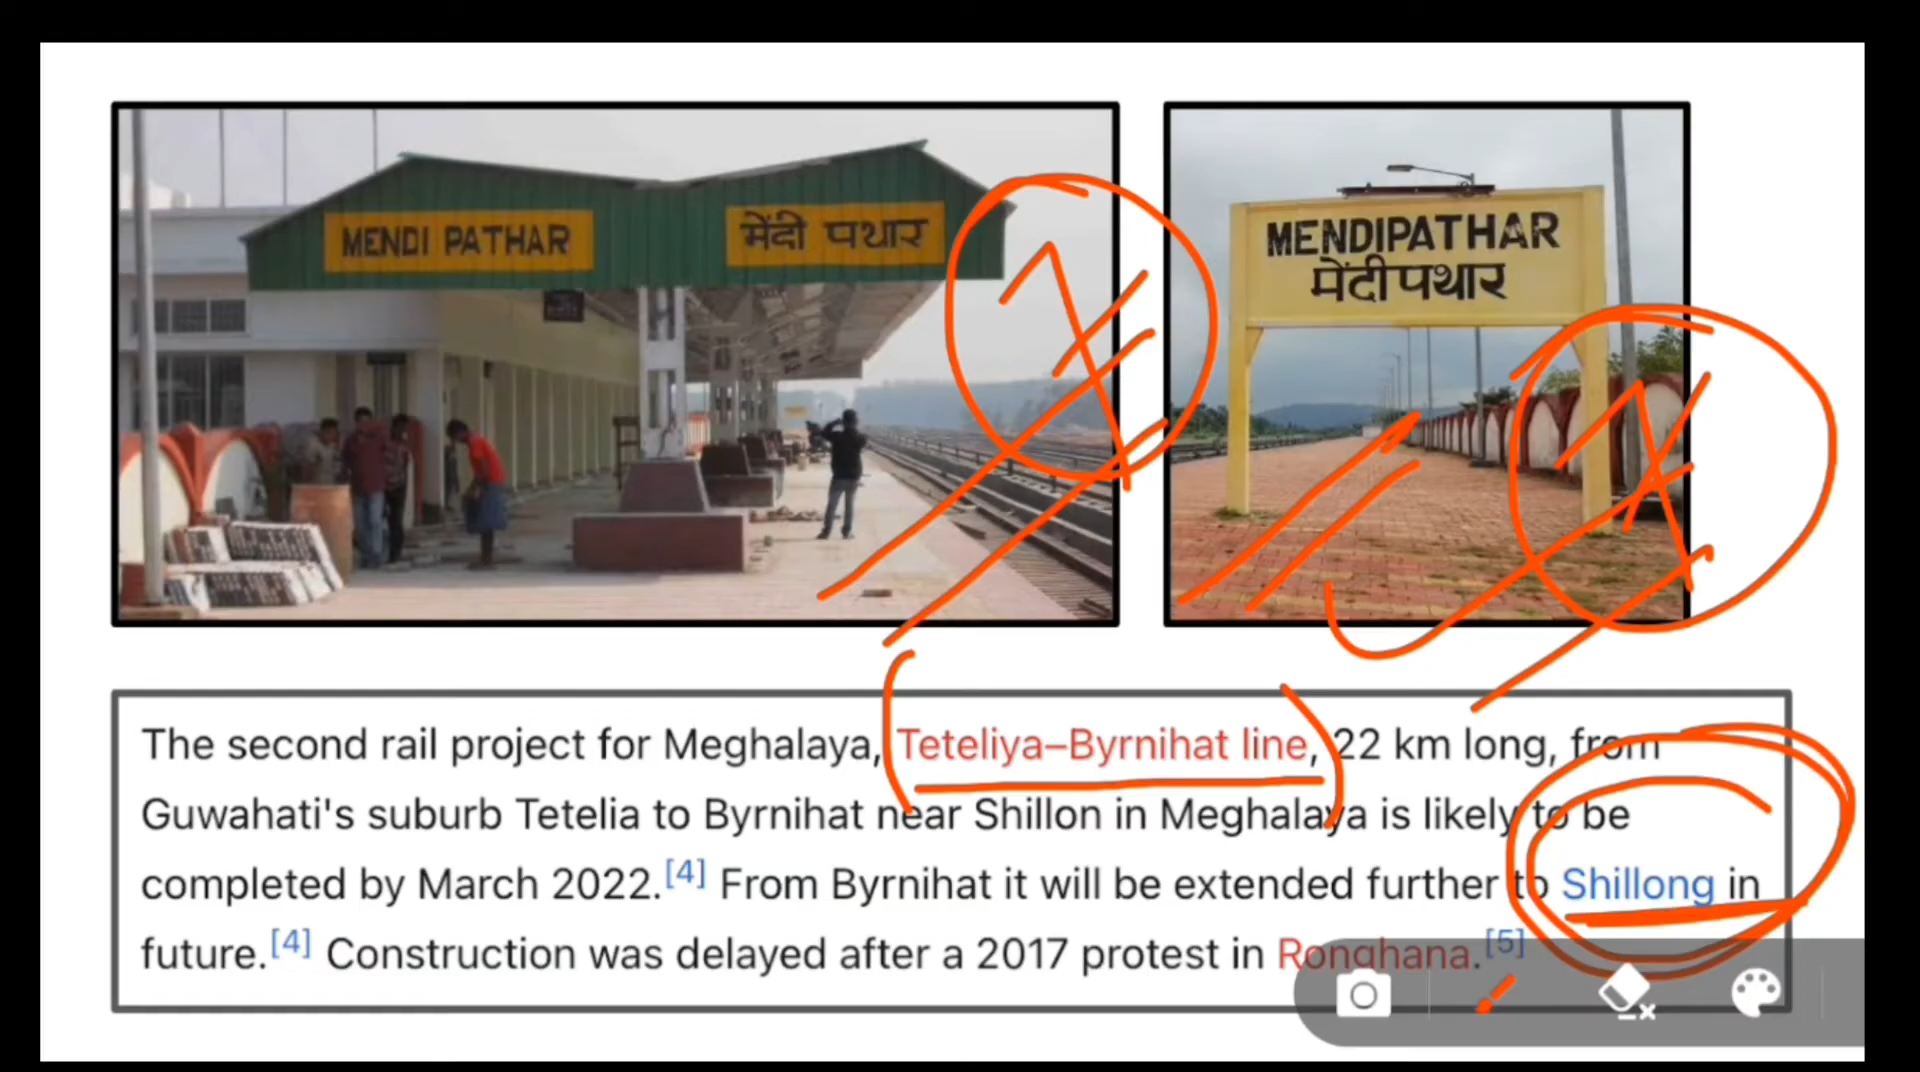 MENDI PATHAR
मेंदी पथार
MENDIPATHAR
मेंदीपथार
The second rail project for Meghalaya, Teteliya–Byrnihat line, 22 km long, from
Guwahati's suburb Tetelia to Byrnihat near Shillon in Meghalaya is likely to be
completed by March 2022.[4] From Byrnihat it will be extended further to Shillong in
future.[4] Construction was delayed after a 2017 protest in Ronghana.[5]